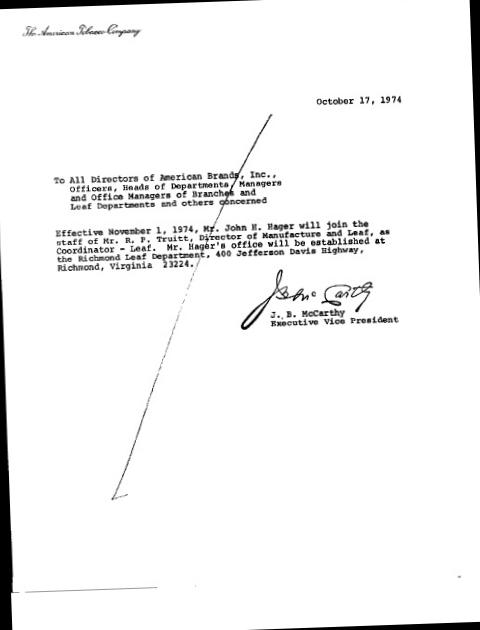 The American Tobacco Company
October 17, 1974
To All Directors of American Brands, Inc.,
Officers, Heads of Departments, Managers
and Office Managers of Branches and
Leaf Departments and others concerned
Effective November 1, 1974, Mr. John H. Hager will join the
staff of Mr. R. P. Truitt, Director of Manufacture and Leaf, as
Coordinator - Leaf. Mr. Hager's office will be established at
the Richmond Leaf Department, 400 Jefferson Davis Highway,
Richmond, Virginia 23224.
J. B. McCarthy
Executive Vice President